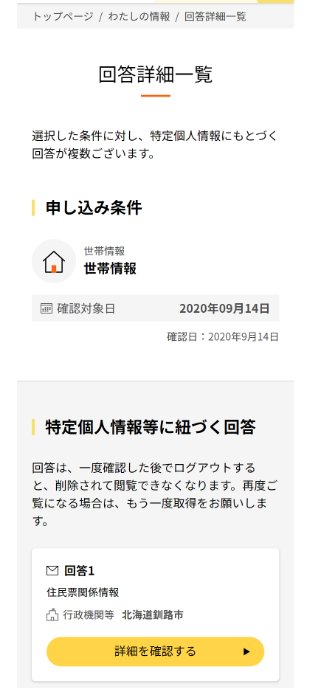 トップページ / わたしの情報 / 回答詳細一覧
回答詳細一覧
選択した条件に対し、特定個人情報にもとづく
回答が複数ございます。
申し込み条件
世帯情報
世帯情報
確認対象日 2020年09月14日
確認日：2020年9月14日
特定個人情報等に紐づく回答
回答は、一度確認した後でログアウトする
と、削除されて閲覧できなくなります。再度ご
覧になる場合は、もう一度取得をお願いしま
す。
回答1
住民票関係情報
行政機関等 北海道釧路市
詳細を確認する